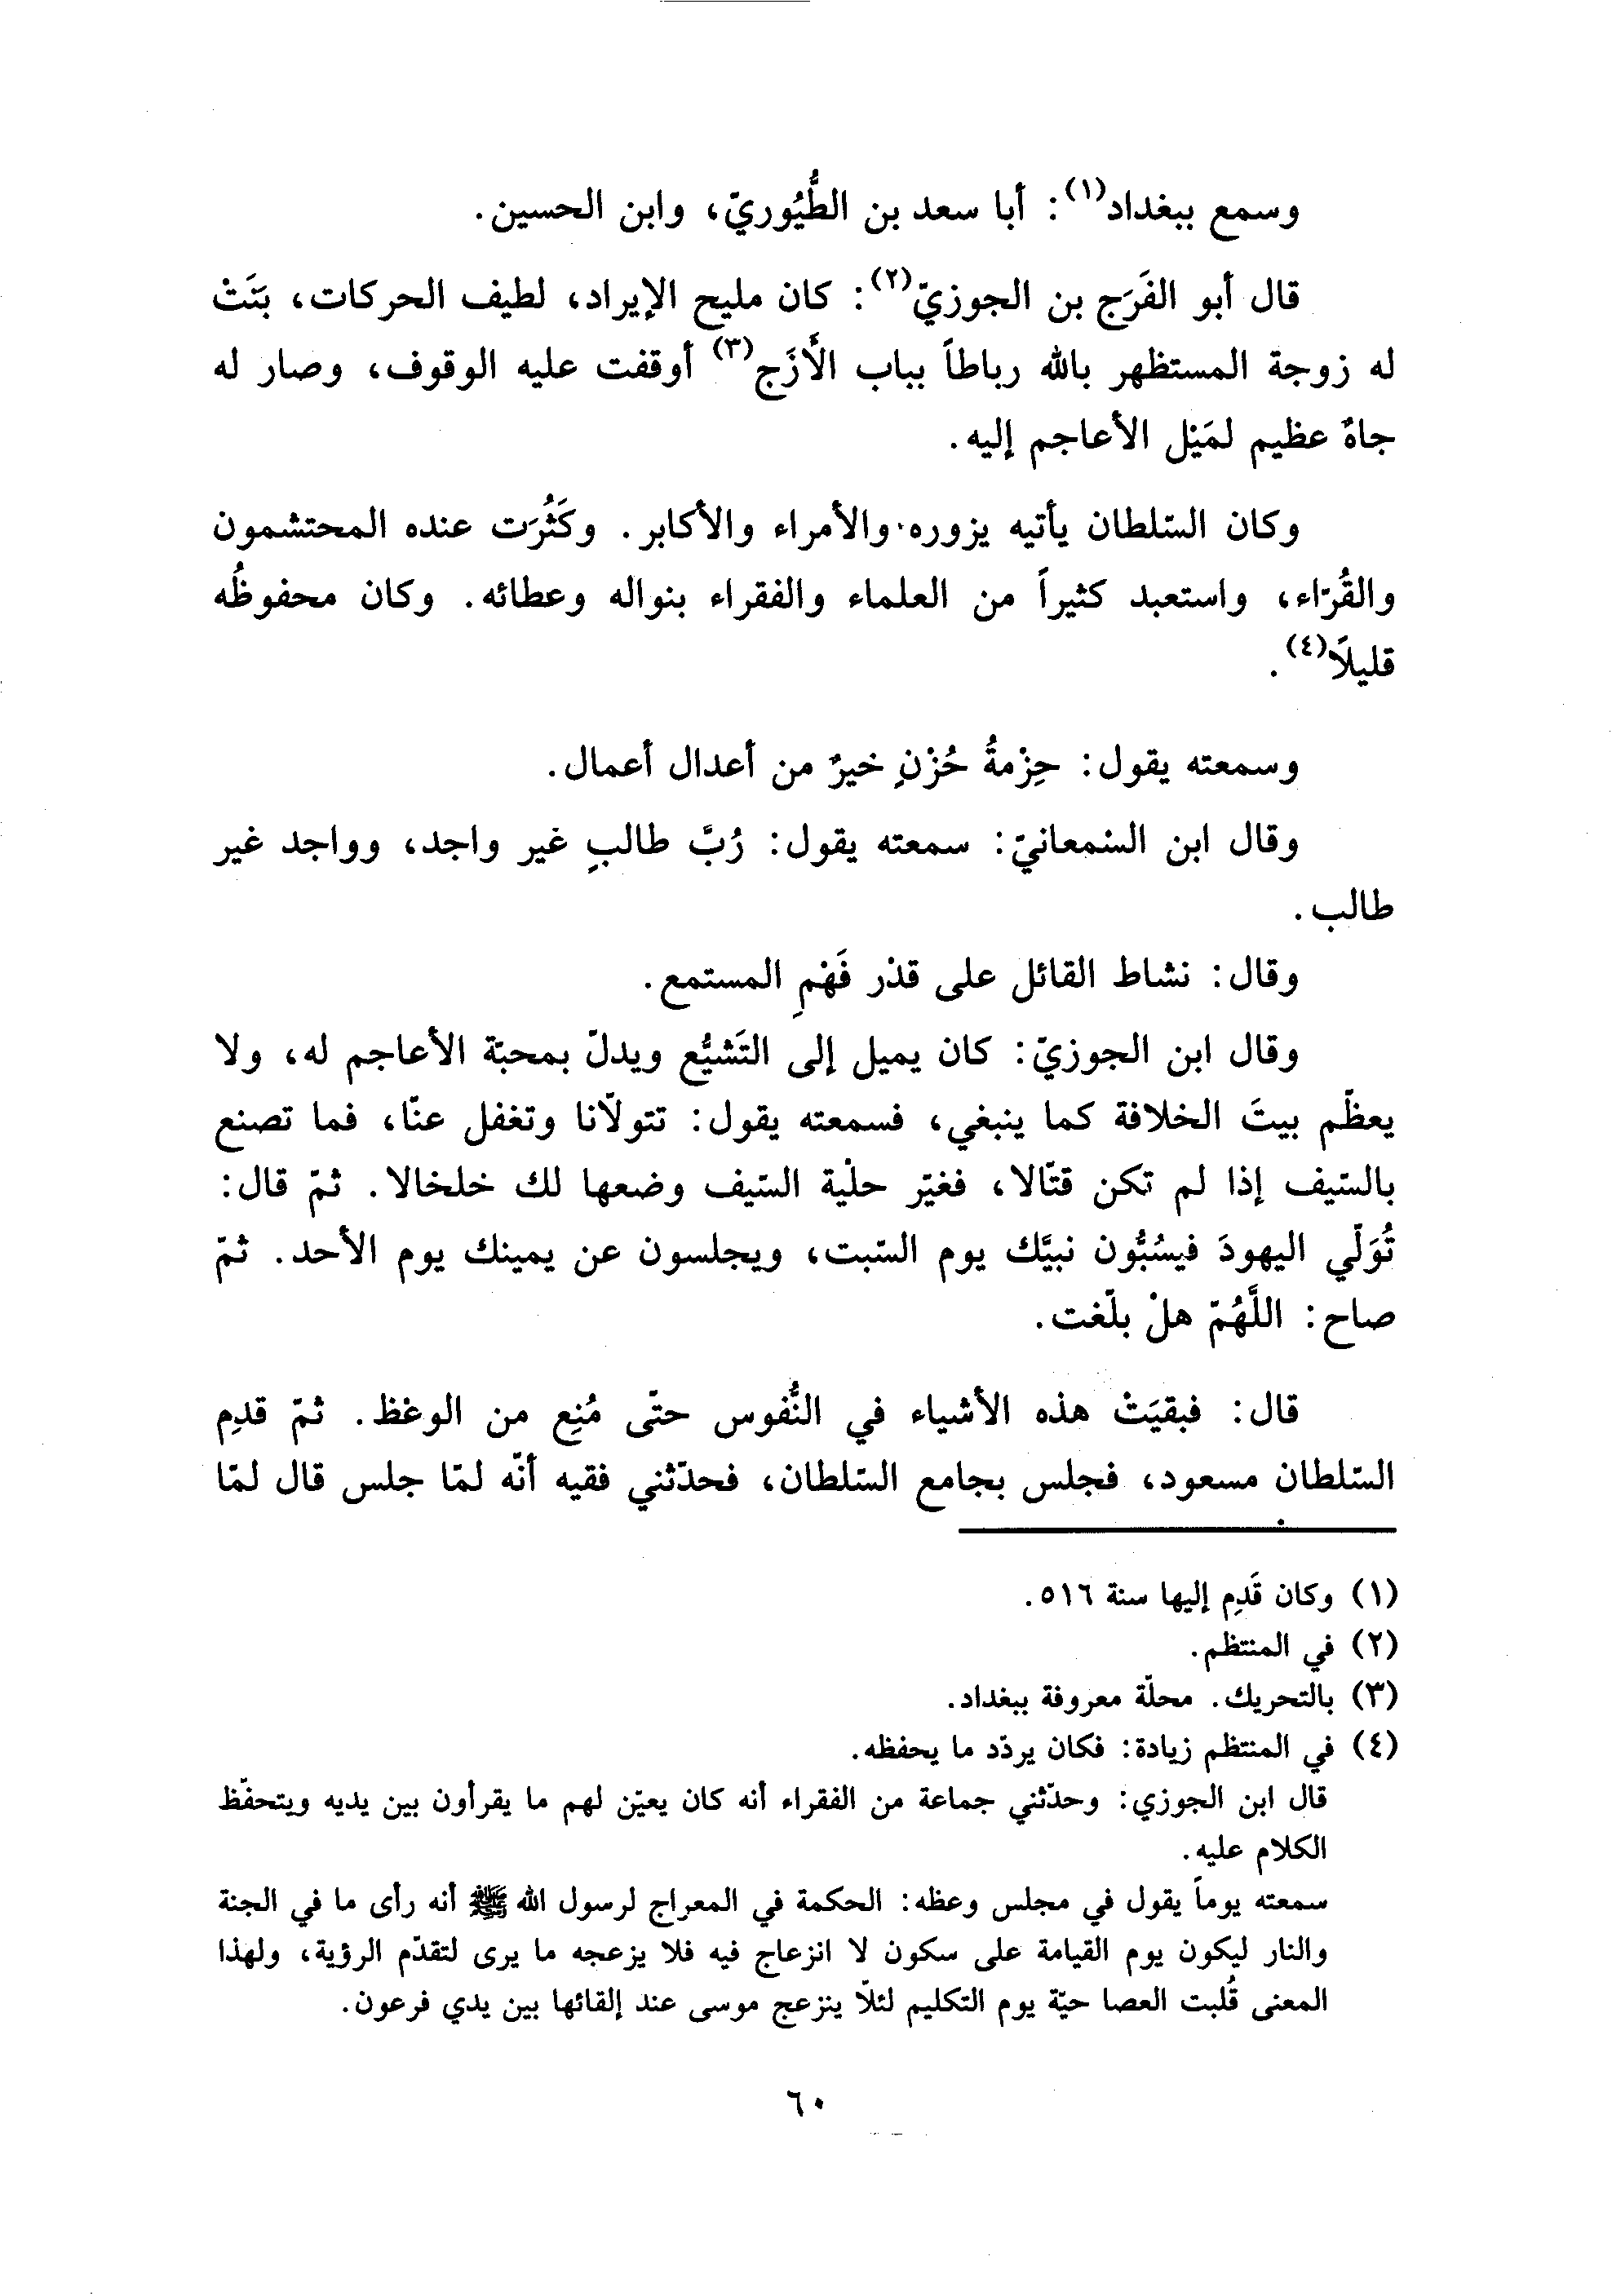 وسمع ببغداد(١): أبا سعد بن الطُّيُوريّ، وابن الحسين.
قال أبو الفَرَج بن الجوزيّ(٢): كان مليح الإيراد، لطيف الحركات، بَنَتْ
له زوجة المستظهر بالله رباطاً بباب الأَزَج(٣) أوقفت عليه الوقوف، وصار له
جاهٌ عظيم لمَيْل الأعاجم إليه.
وكان السّلطان يأتيه يزوره والأمراء والأكابر. وكَثُرَت عنده المحتشمون
والقُرّاء، واستعبد كثيراً من العلماء والفقراء بنواله وعطائه. وكان محفوظُه
قليلًا(٤).
وسمعته يقول: حِزْمةُ حُزْنٍ خيرٌ من أعدال أعمال.
وقال ابن السْمعانيّ: سمعته يقول: رُبَّ طالبٍ غير واجد، وواجد غير
طالب.
وقال: نشاط القائل على قدْر فَهْمِ المستمع.
وقال ابن الجوزيّ: كان يميل إلى التَشيُّع ويدلّ بمحبّة الأعاجم له، ولا
يعظّم بيتَ الخلافة كما ينبغي، فسمعته يقول: تتولّانا وتغفل عنّا، فما تصنع
بالسّيف إذا لم تكن قتّالا، فغيّر حلْية السّيف وضعها لك خلخالا. ثمّ قال:
تُوَلّي اليهودَ فيسُبُّون نبيَّك يوم السّبت، ويجلسون عن يمينك يوم الأحد. ثمّ
صاح: اللَّهُمّ هلْ بلّغت.
قال: فبقيَتْ هذه الأشياء في النُّفوس حتّى مُنِع من الوعْظ. ثمّ قدِم
السّلطان مسعود، فجلس بجامع السّلطان، فحدّثني فقيه أنّه لمّا جلس قال لمّا
(١) وكان قَدِم إليها سنة ٥١٦.
(٢) في المنتظم.
(٣) بالتحريك. محلّة معروفة ببغداد.
(٤) في المنتظم زيادة: فكان يردّد ما يحفظه.
قال ابن الجوزي: وحدّثني جماعة من الفقراء أنه كان يعيّن لهم ما يقرأون بين يديه ويتحفّظ
الكلام عليه.
سمعته يوماً يقول في مجلس وعظه: الحكمة في المعراج لرسول الله ﷺ أنه رأى ما في الجنة
والنار ليكون يوم القيامة على سكون لا انزعاج فيه فلا يزعجه ما يرى لتقدّم الرؤية، ولهذا
المعنى قُلبت العصا حيّة يوم التكليم لئلّا ينزعج موسى عند إلقائها بين يدي فرعون.
٦٠